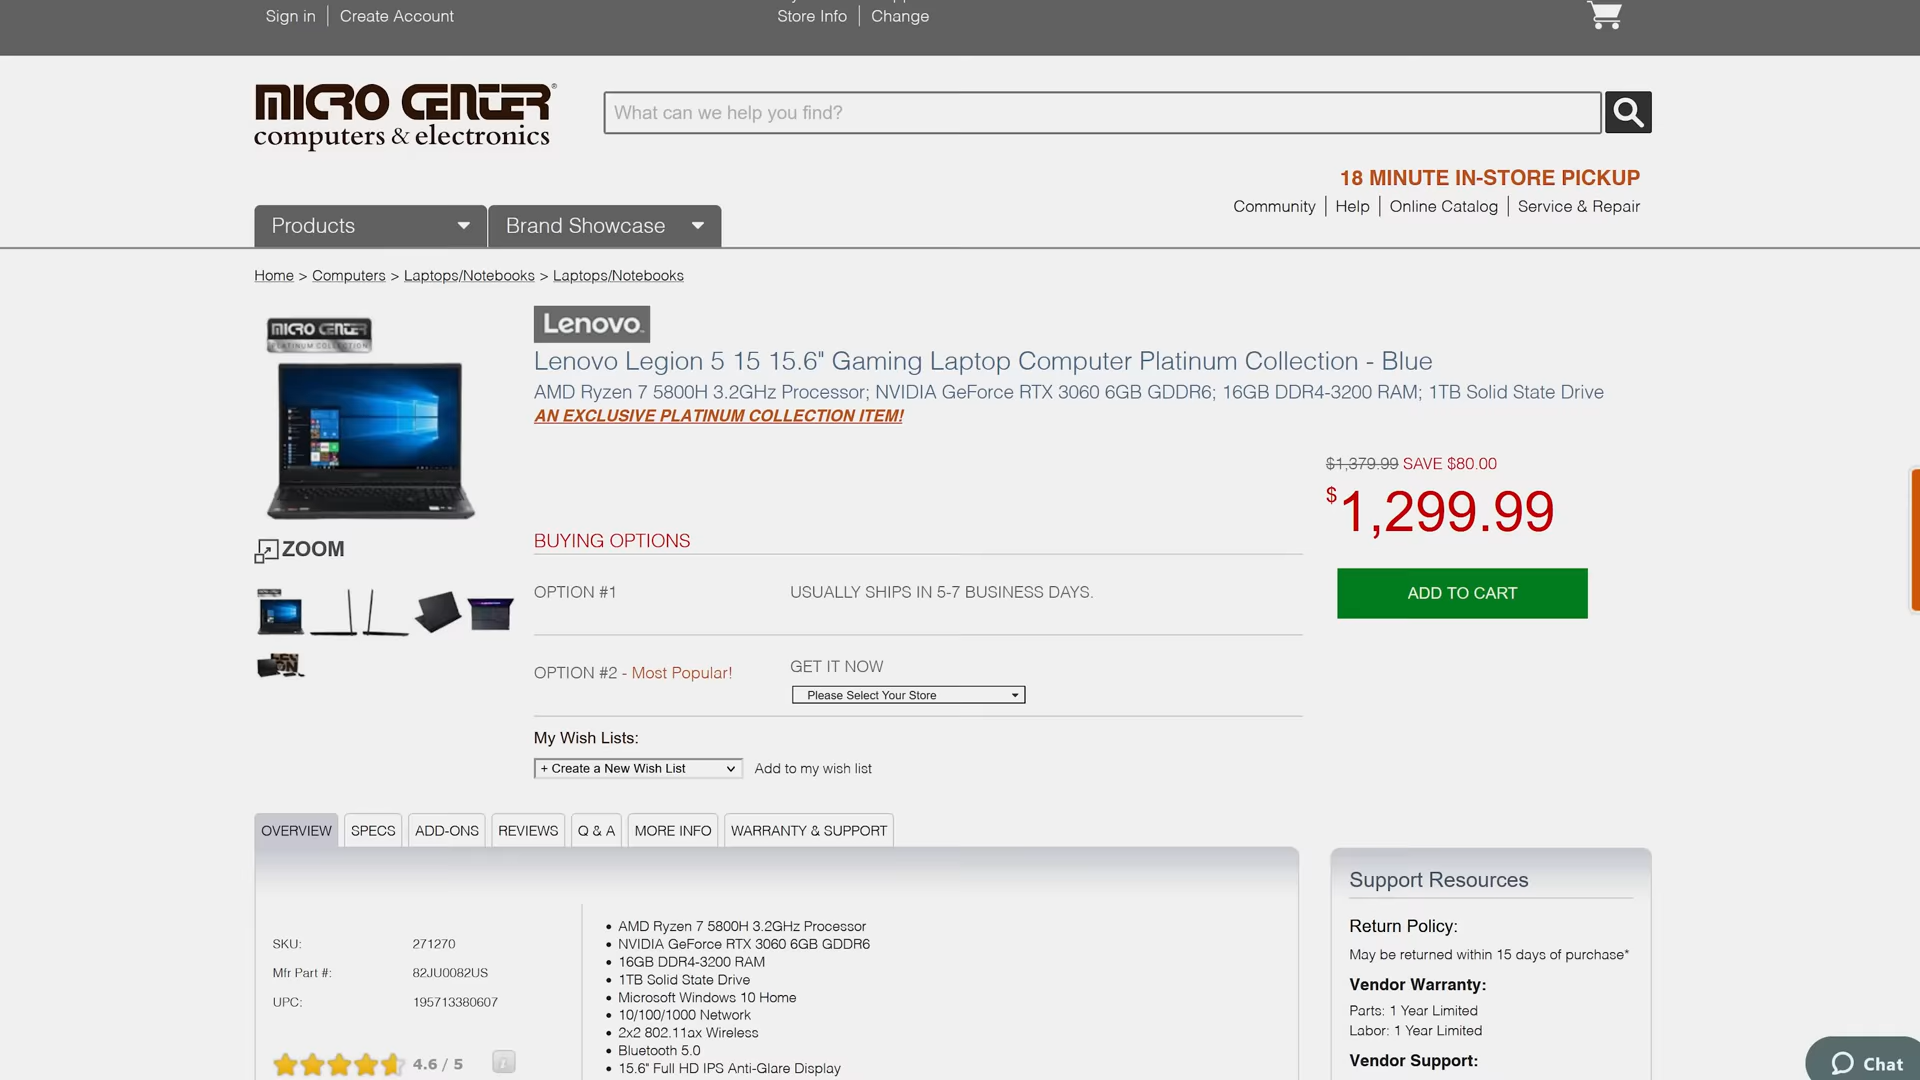 Sign in
Create Account
Store Info
Change
MICRO CENTER®
computers & electronics
What can we help you find?
18 MINUTE IN-STORE PICKUP
Community
Help
Online Catalog
Service & Repair
Products
Brand Showcase
Home > Computers > Laptops/Notebooks > Laptops/Notebooks
MICRO CENTER
PLATINUM COLLECTION
Lenovo
Lenovo Legion 5 15 15.6" Gaming Laptop Computer Platinum Collection - Blue
AMD Ryzen 7 5800H 3.2GHz Processor; NVIDIA GeForce RTX 3060 6GB GDDR6; 16GB DDR4-3200 RAM; 1TB Solid State Drive
AN EXCLUSIVE PLATINUM COLLECTION ITEM!
$1,379.99 SAVE $80.00
$1,299.99
ADD TO CART
ZOOM
BUYING OPTIONS
OPTION #1
USUALLY SHIPS IN 5-7 BUSINESS DAYS.
OPTION #2 - Most Popular!
GET IT NOW
Please Select Your Store
My Wish Lists:
+ Create a New Wish List
Add to my wish list
OVERVIEW
SPECS
ADD-ONS
REVIEWS
Q & A
MORE INFO
WARRANTY & SUPPORT
SKU: 271270
Mfr Part #: 82JU0082US
UPC: 195713380607
4.6 / 5
• AMD Ryzen 7 5800H 3.2GHz Processor
• NVIDIA GeForce RTX 3060 6GB GDDR6
• 16GB DDR4-3200 RAM
• 1TB Solid State Drive
• Microsoft Windows 10 Home
• 10/100/1000 Network
• 2x2 802.11ax Wireless
• Bluetooth 5.0
• 15.6" Full HD IPS Anti-Glare Display
Support Resources
Return Policy:
May be returned within 15 days of purchase*
Vendor Warranty:
Parts: 1 Year Limited
Labor: 1 Year Limited
Vendor Support:
Chat